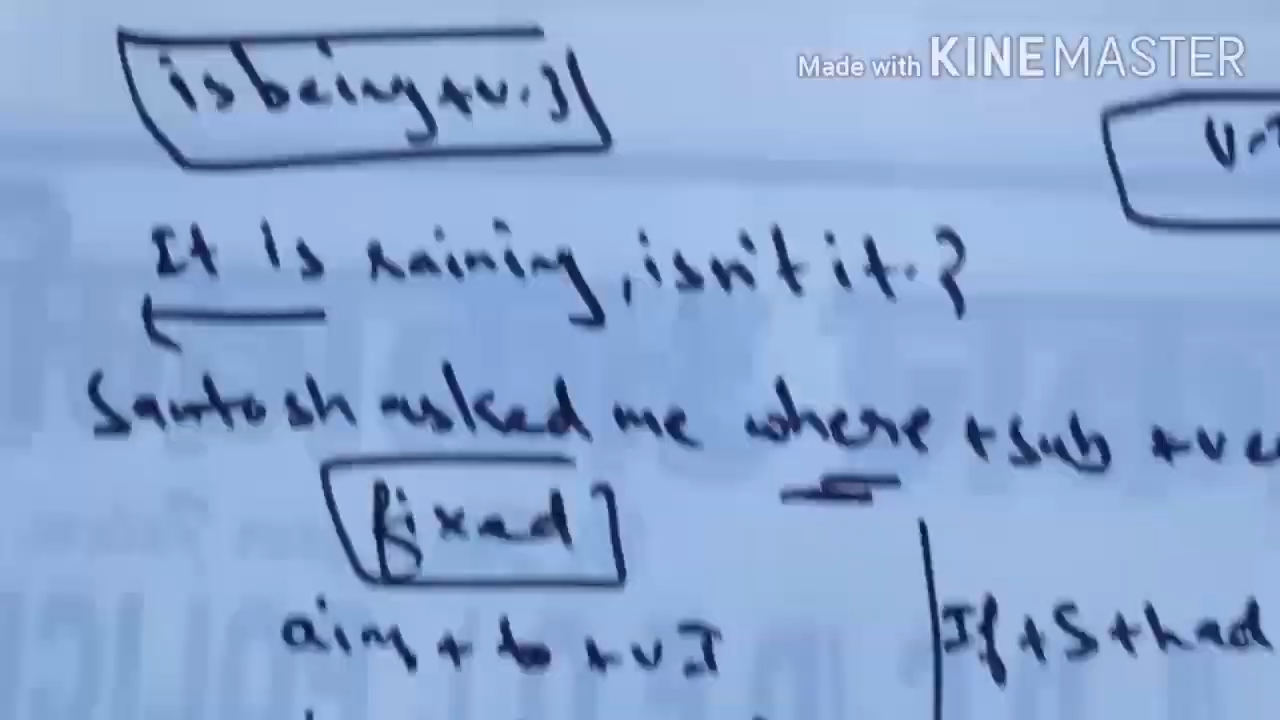 Made with KINEMASTER
is being + v.3
It is raining, isn't it.?
Santosh asked me where + sub + ve
fixed
aim + to + v I
If + S + had